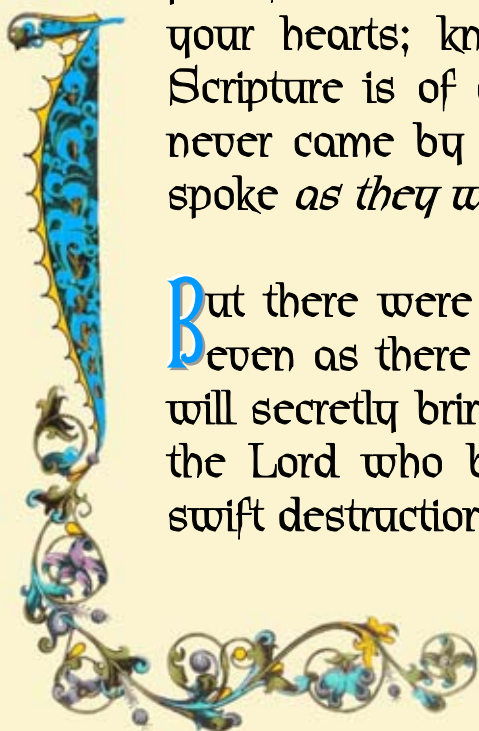 your hearts; kn
Scripture is of
never came by
spoke as they w
But there were
even as there
will secretly brin
the Lord who b
swift destruction